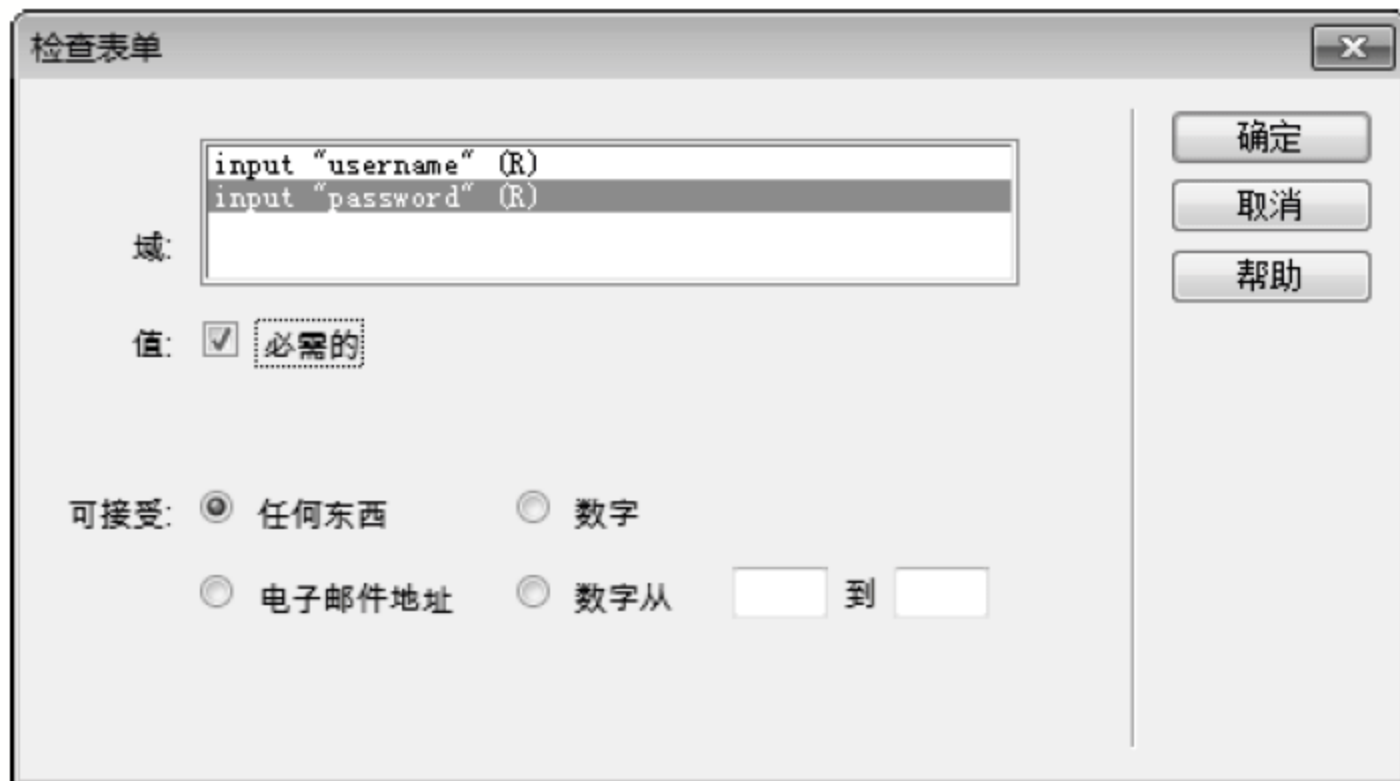 检查表单
input "username" (R)
input "password" (R)
域:
值: 必需的
可接受: 任何东西 数字
电子邮件地址 数字从 到
确定
取消
帮助